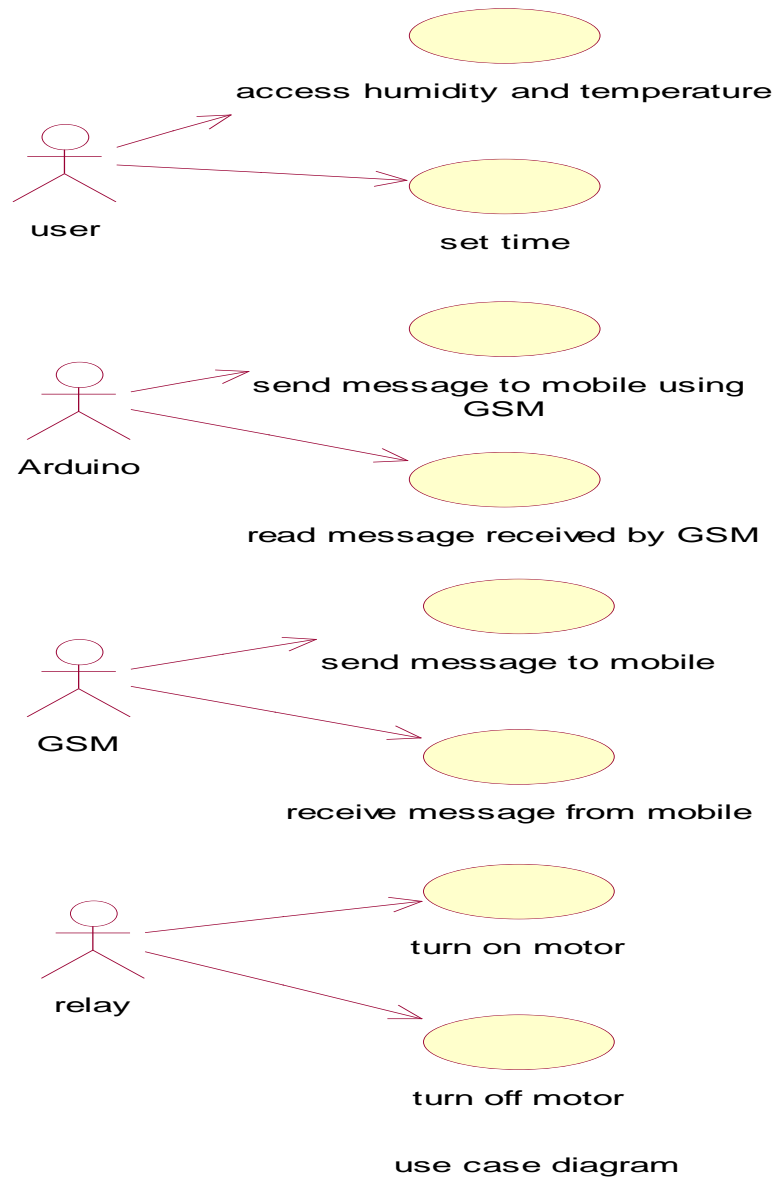 access humidity and temperature
user
set time
send message to mobile using
GSM
Arduino
read message received by GSM
send message to mobile
GSM
receive message from mobile
turn on motor
relay
turn off motor
use case diagram